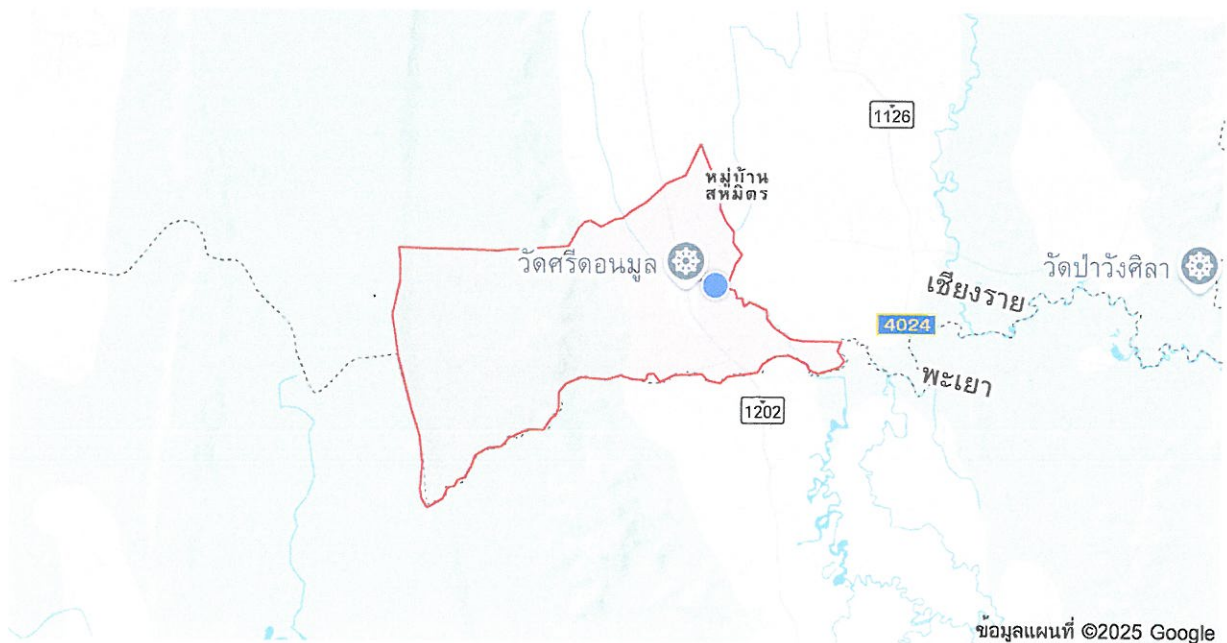 1126
หมู่บ้าน
สหมิตร
วัดศรีดอนมูล
วัดป่าวังศิลา
เชียงราย
4024
พะเยา
1202
ข้อมูลแผนที่ ©2025 Google